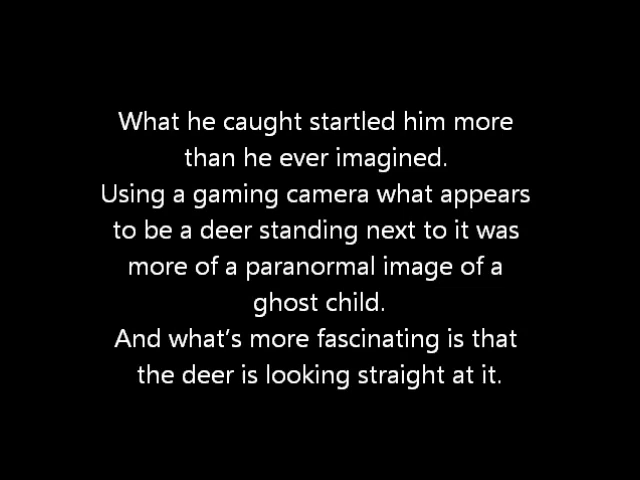 What he caught startled him more
than he ever imagined.
Using a gaming camera what appears
to be a deer standing next to it was
more of a paranormal image of a
ghost child.
And what's more fascinating is that
the deer is looking straight at it.